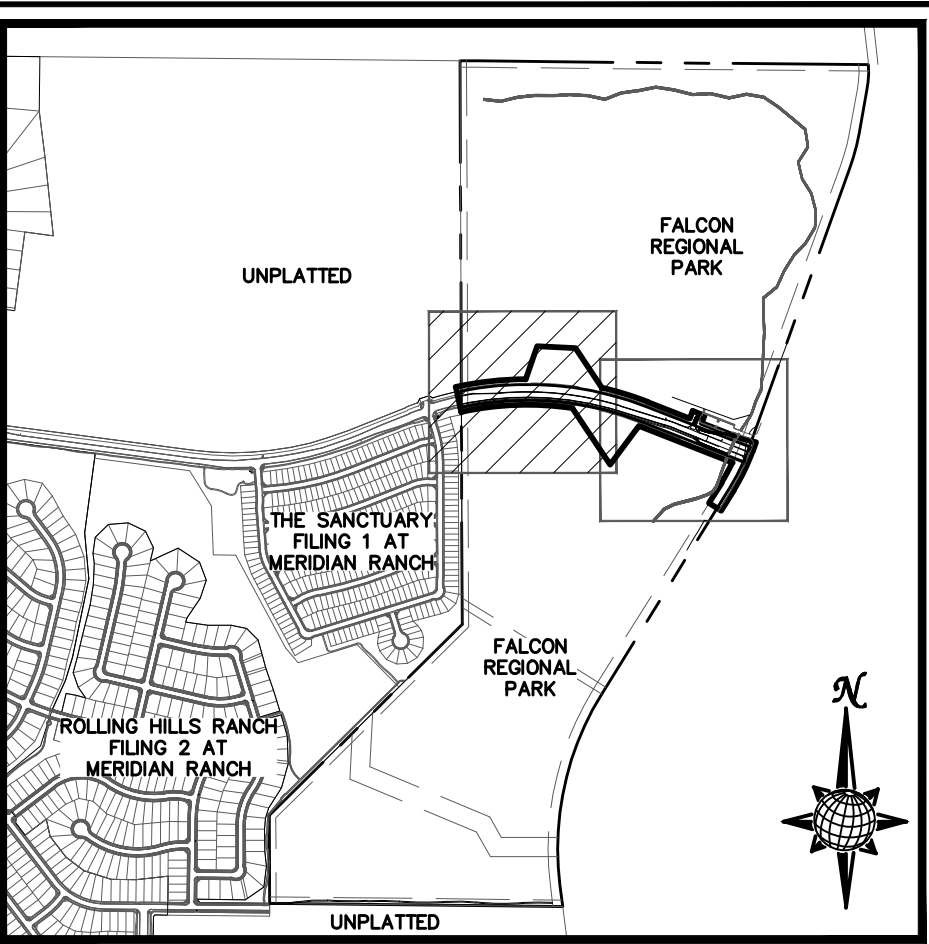 FALCON
REGIONAL
PARK
UNPLATTED
THE SANCTUARY
FILING 1 AT
MERIDIAN RANCH
FALCON
REGIONAL
PARK
N
ROLLING HILLS RANCH
FILING 2 AT
MERIDIAN RANCH
UNPLATTED